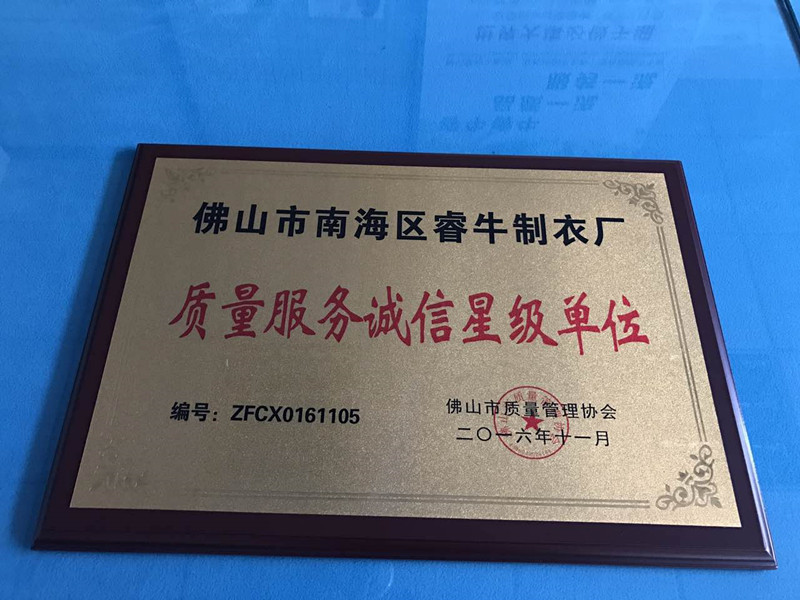 佛山市南海区睿牛制衣厂
质量服务诚信星级单位
编号：ZFCX0161105
佛山市质量管理协会
二〇一六年十一月